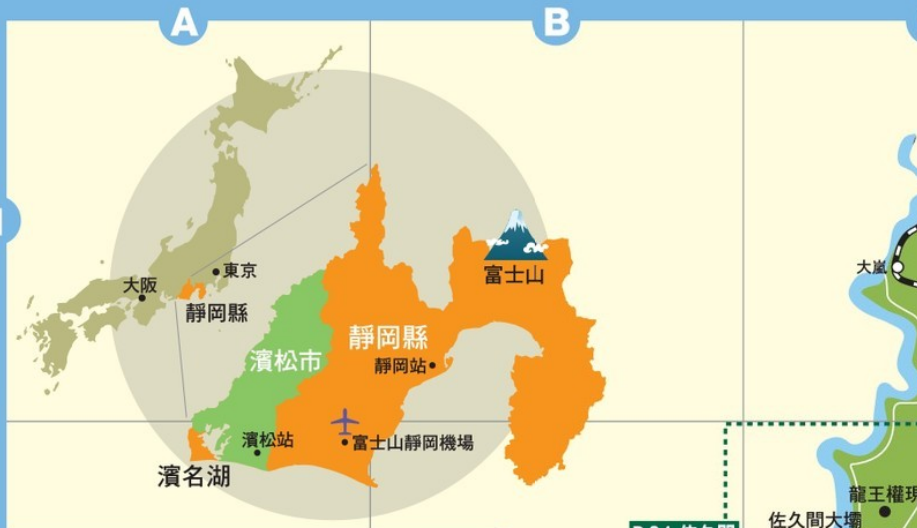 A
B
東京
大阪
靜岡縣
富士山
大嵐
靜岡縣
濱松市
靜岡站
濱松站
富士山靜岡機場
濱名湖
龍王權現
佐久間大壩